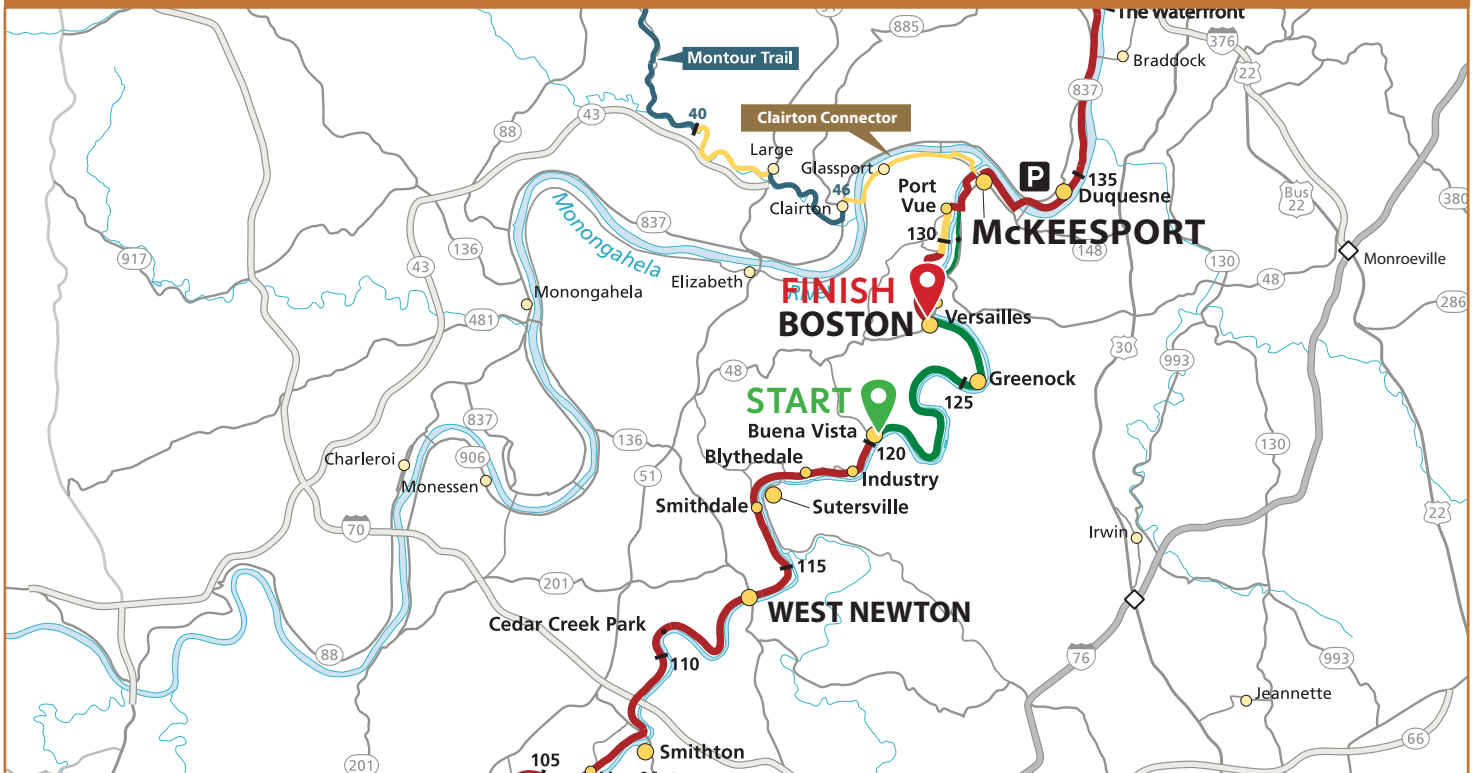 51
The Waterfront
885
376
22
Braddock
Montour Trail
837
43
40
Clairton Connector
88
Large
Glassport
P
135
Duquesne
Bus
22
380
46
Port
Vue
Clairton
McKEESPORT
130
837
148
Monongahela
River
136
917
43
130
Monroeville
Elizabeth
48
FINISH
BOSTON
286
Monongahela
481
Versailles
30
993
48
Greenock
START
125
Buena Vista
120
837
136
Blythedale
130
Charleroi
906
Industry
51
Monessen
Smithdale
Sutersville
22
70
Irwin
115
201
WEST NEWTON
Cedar Creek Park
88
110
76
993
Jeannette
Smithton
66
105
201